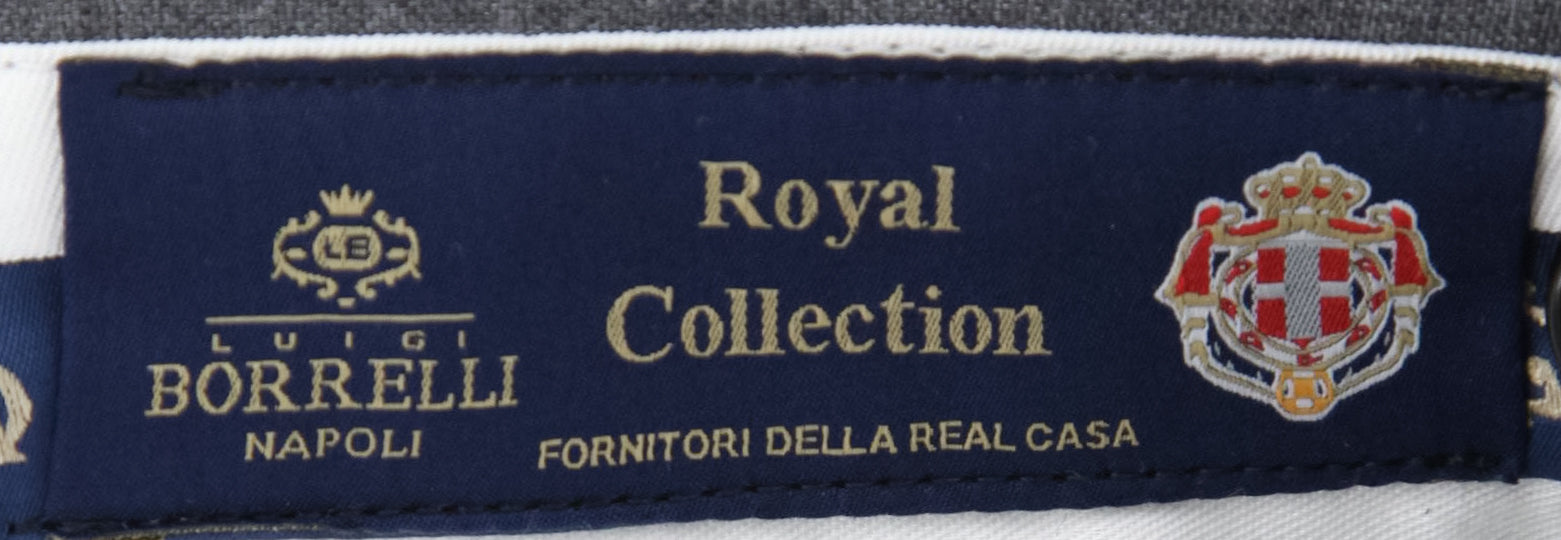 LB
LUIGI
BORRELLI
NAPOLI
Royal
Collection
FORNITORI DELLA REAL CASA